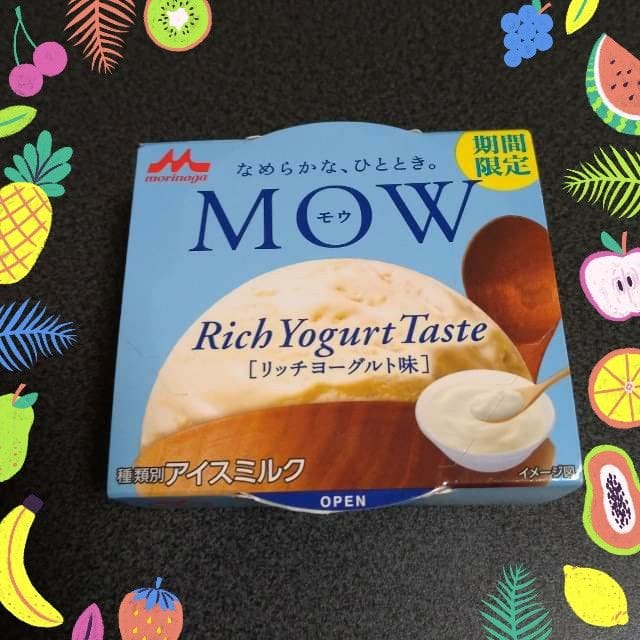 morinaga
なめらかな、ひととき。
期間
限定
MOW
モウ
Rich Yogurt Taste
[リッチヨーグルト味]
種類別アイスミルク
イメージ図
OPEN